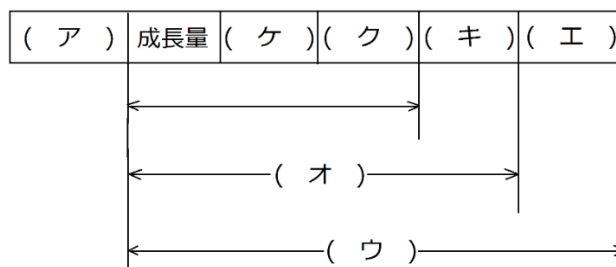 ( ア ) 成長量 ( ケ ) ( ク ) ( キ ) ( エ )
( オ )
( ウ )